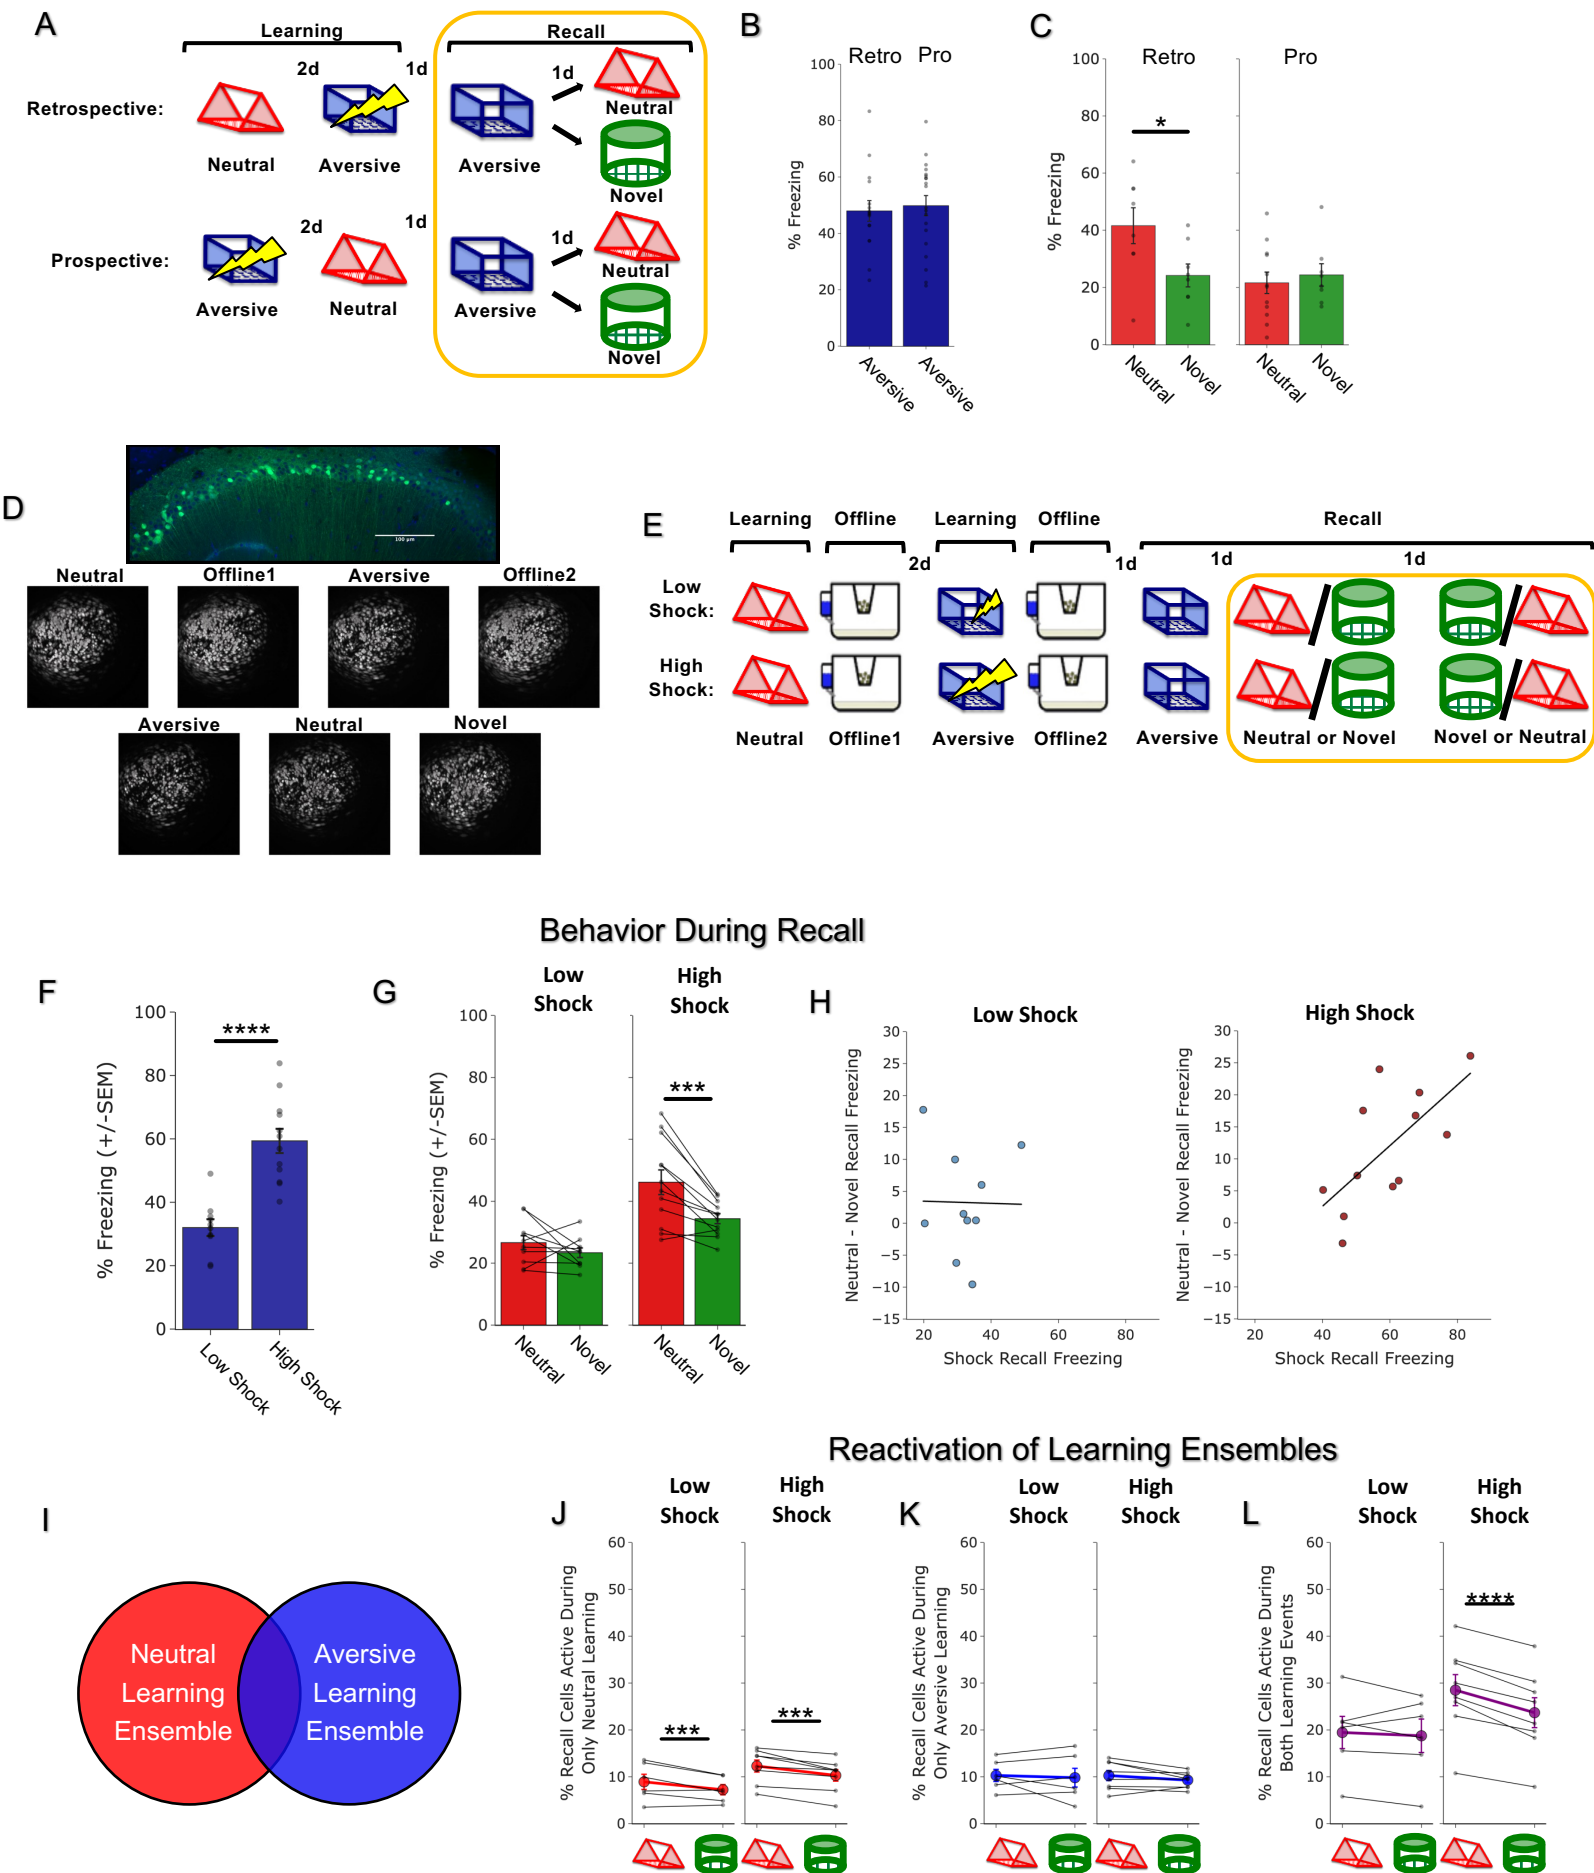 A
Learning
Recall
2d
1d
1d
Retrospective:
Neutral
Aversive
Aversive
Neutral
Novel
2d
1d
1d
Prospective:
Aversive
Neutral
Aversive
Neutral
Novel
B
Retro Pro
% Freezing
100
80
60
40
20
0
Aversive
Aversive
C
Retro
Pro
% Freezing
100
80
60
40
20
0
*
Neutral
Novel
Neutral
Novel
D
100 μm
Neutral
Offline1
Aversive
Offline2
Aversive
Neutral
Novel
E
Learning
Offline
Learning
Offline
Recall
2d
1d
1d
1d
Low
Shock:
High
Shock:
Neutral
Offline1
Aversive
Offline2
Aversive
Neutral or Novel
Novel or Neutral
Behavior During Recall
F
% Freezing (+/-SEM)
100
80
60
40
20
0
****
Low Shock
High Shock
G
Low
Shock
High
Shock
% Freezing (+/-SEM)
100
80
60
40
20
0
***
Neutral
Novel
Neutral
Novel
H
Low Shock
Neutral - Novel Recall Freezing
30
25
20
15
10
5
0
−5
−10
−15
20
40
60
80
Shock Recall Freezing
High Shock
Neutral - Novel Recall Freezing
30
25
20
15
10
5
0
−5
−10
−15
20
40
60
80
Shock Recall Freezing
Reactivation of Learning Ensembles
I
Neutral
Learning
Ensemble
Aversive
Learning
Ensemble
J
Low
Shock
High
Shock
% Recall Cells Active During
Only Neutral Learning
60
50
40
30
20
10
0
***
***
K
Low
Shock
High
Shock
% Recall Cells Active During
Only Aversive Learning
60
50
40
30
20
10
0
L
Low
Shock
High
Shock
% Recall Cells Active During
Both Learning Events
60
50
40
30
20
10
0
****